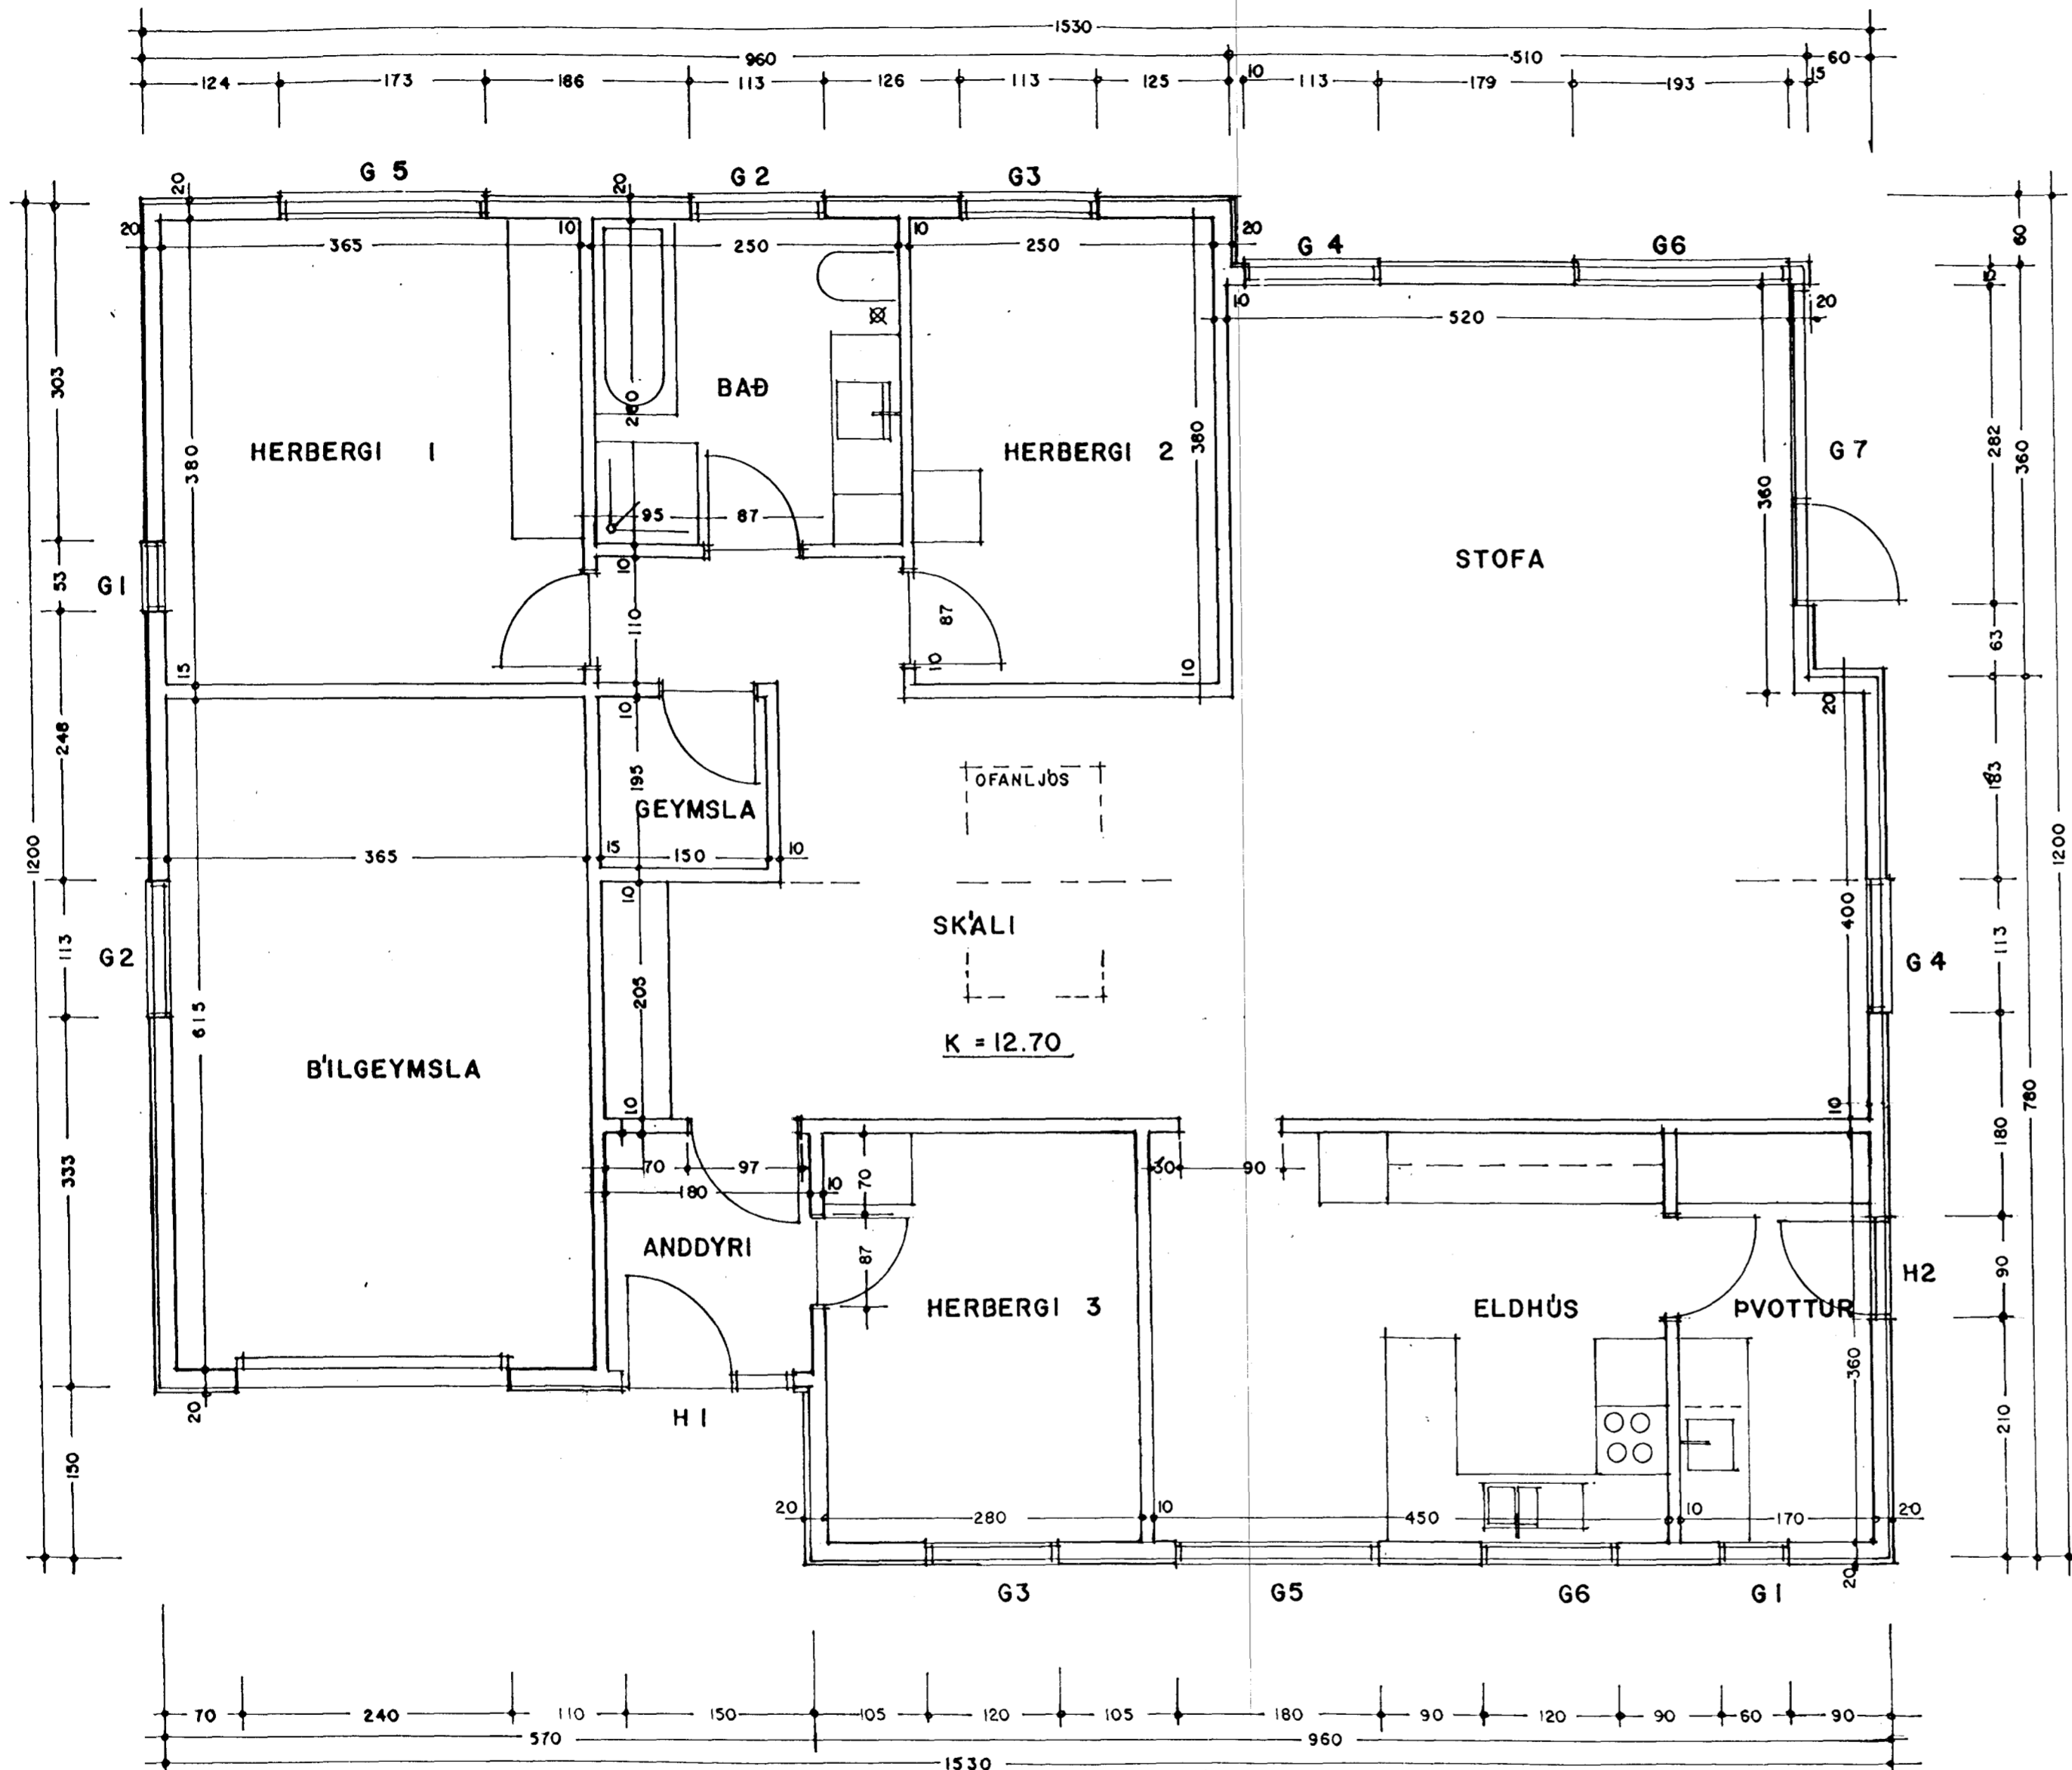 1530
960 510 60
124 173 186 113 126 113 125 10 113 179 193 15
G 5 G 2 G3
20 20
20 365 10 250 10 250 20 G 4 G6
60
15
10 520 20
303 380 260 BAÐ 380 360 G 7 282 360
HERBERGI 1 HERBERGI 2
95 87
STOFA
G1 53 10 110 87
15 10 10 63
248 10 20
195 OFANLJÓS 183
GEYMSLA
1200 365 15 150 10 1200
10 400
SKÁLI
113 G2 113 G 4
205
615 K = 12.70
BÍLGEYMSLA 780
10 10
70 97 30 90 180
180 10 70
333 ANDDYRI 87 90 H2
HERBERGI 3 ELDHÚS ÞVOTTUR
360
20 H 1 210
150
20 280 10 450 10 170 20
20
G3 G5 G6 G1
70 240 110 150 105 120 105 180 90 120 90 60 90
570 960
1530